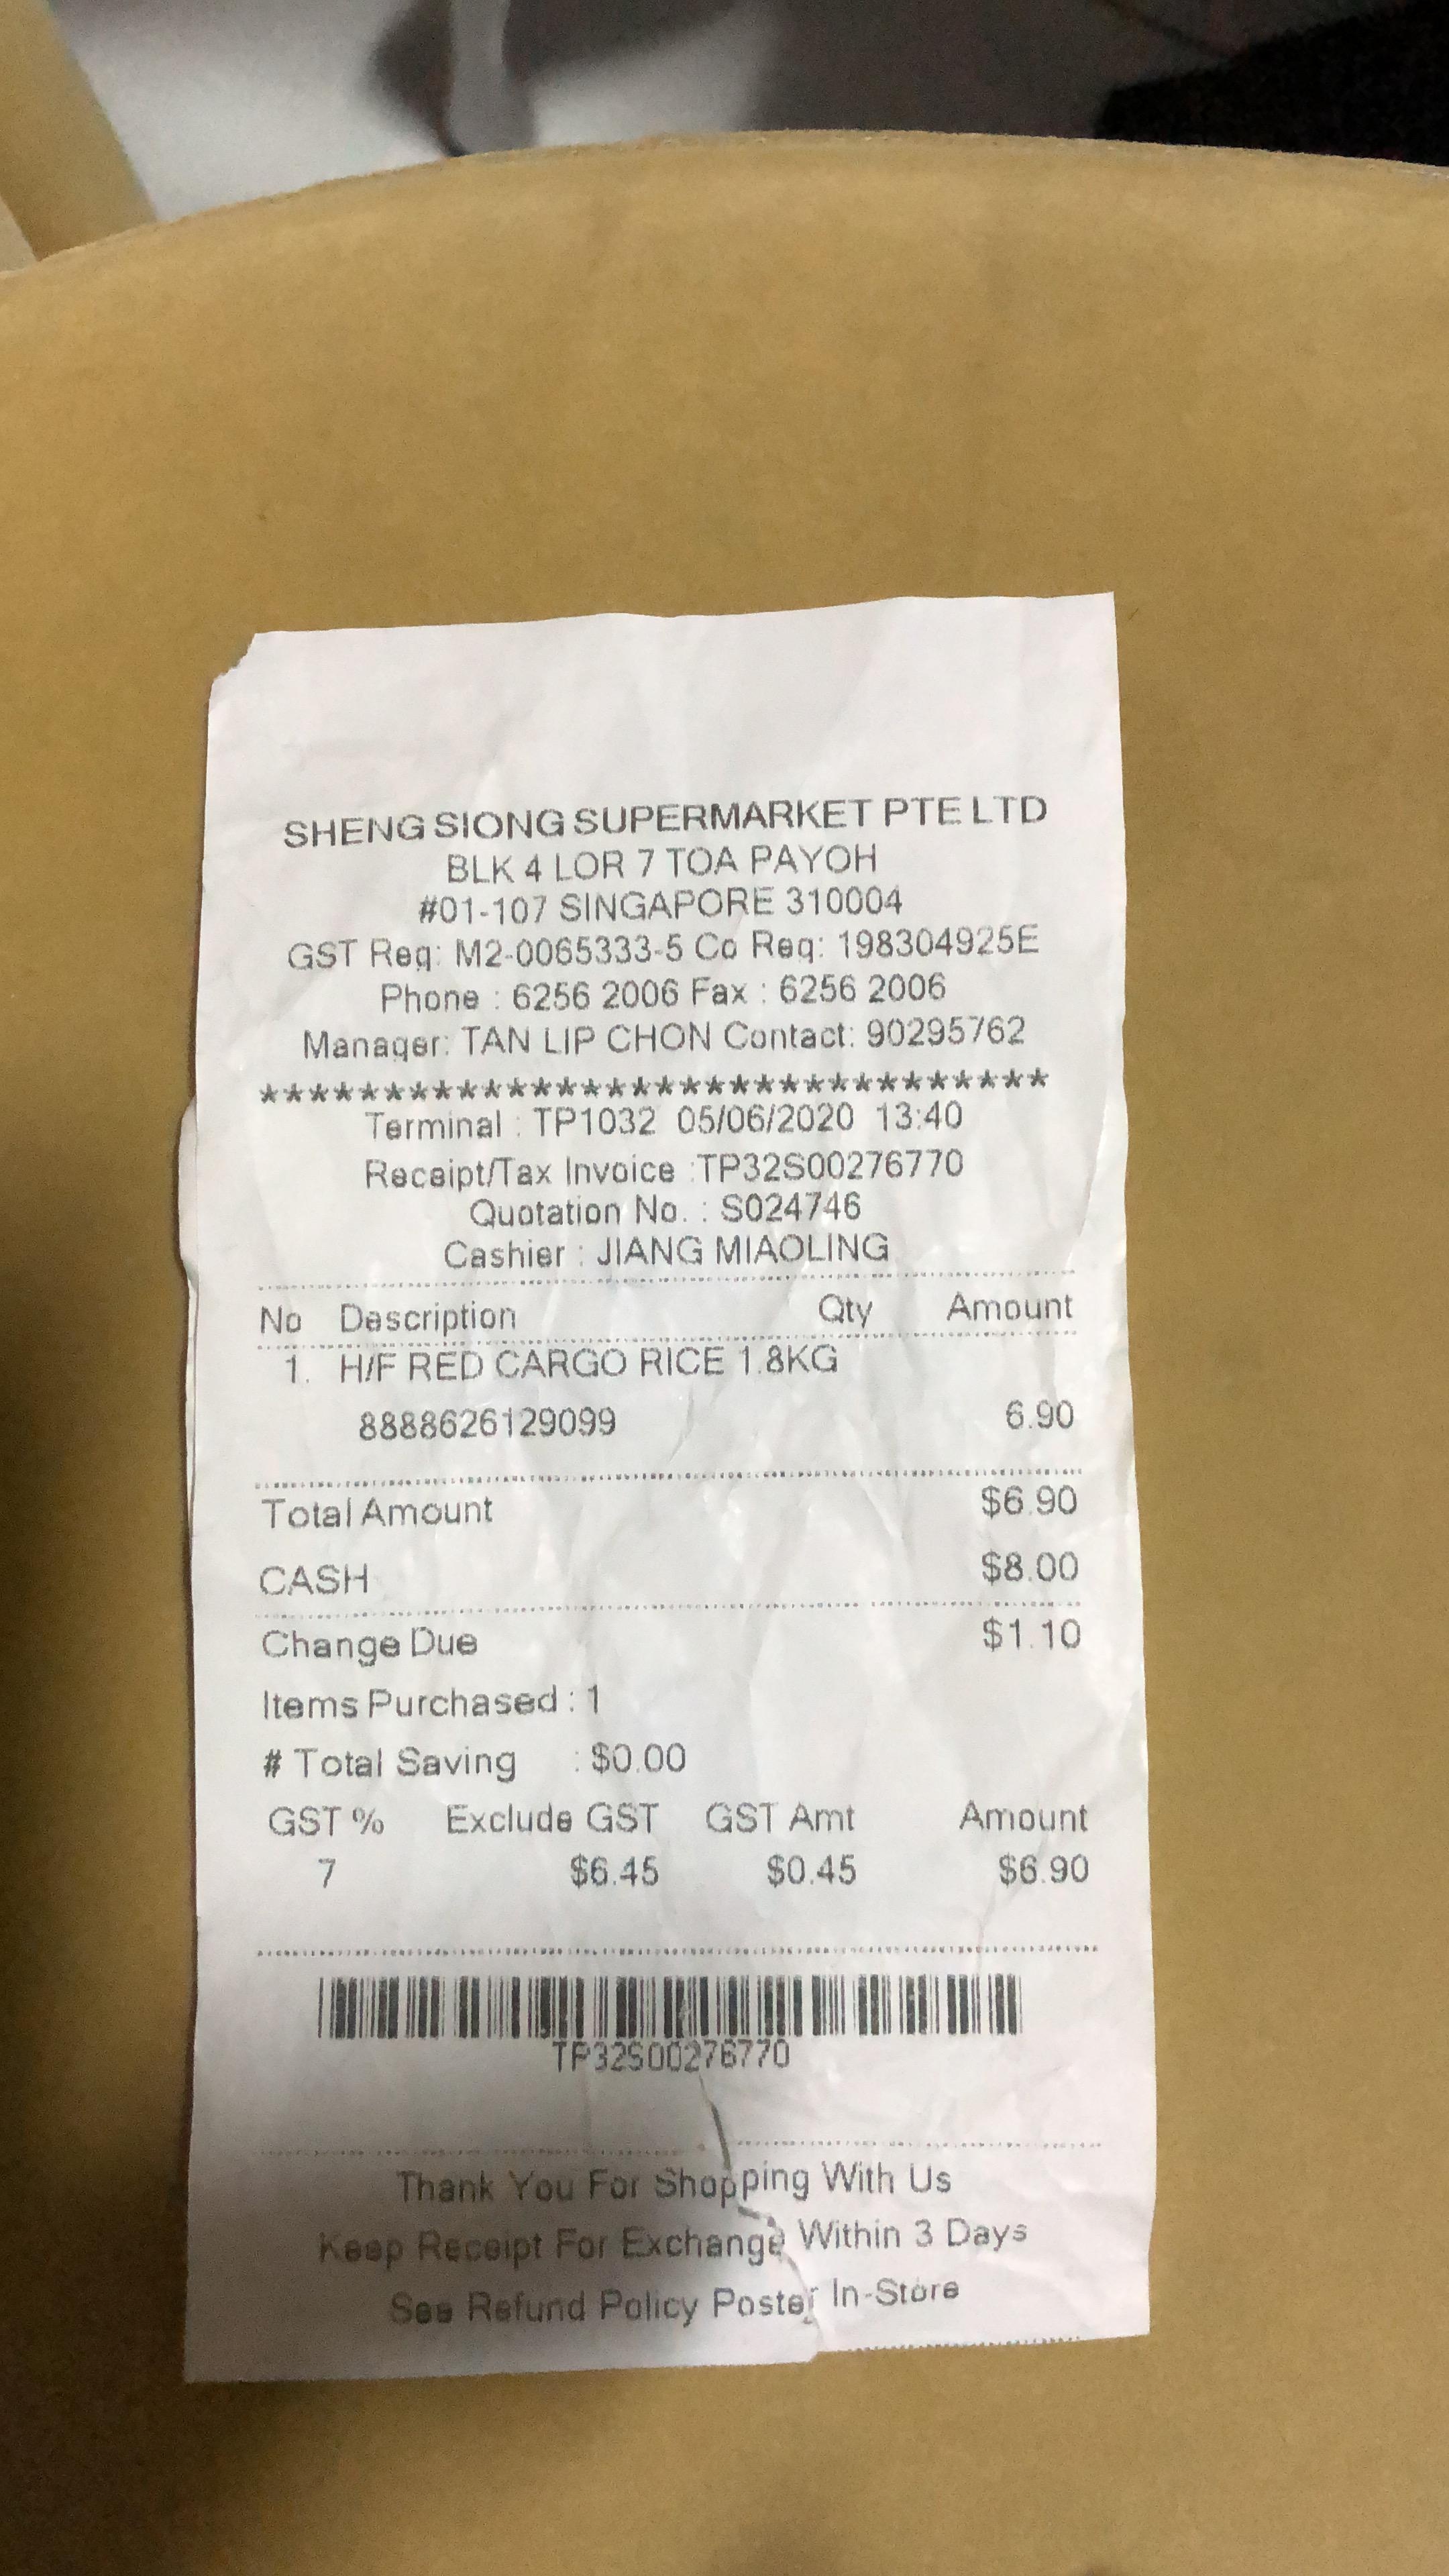 SHENG SIONG SUPERMARKET PTE LTD
BLK 4 LOR 7 TOA PAYOH
#01-107 SINGAPORE 310004
GST Reg: M2-0065333-5 Co Reg: 198304925E
Phone : 6256 2006 Fax : 6256 2006
Manager: TAN LIP CHON Contact: 90295762
********************************
Terminal : TP1032 05/06/2020 13:40
Receipt/Tax Invoice :TP32S00276770
Quotation No. : S024746
Cashier : JIANG MIAOLING
No Description Qty Amount
1. H/F RED CARGO RICE 1.8KG
8888626129099 6.90
Total Amount $6.90
CASH $8.00
Change Due $1.10
Items Purchased : 1
# Total Saving : $0.00
GST % Exclude GST GST Amt Amount
7 $6.45 $0.45 $6.90
TP32S00276770
Thank You For Shopping With Us
Keep Receipt For Exchange Within 3 Days
See Refund Policy Poster In-Store